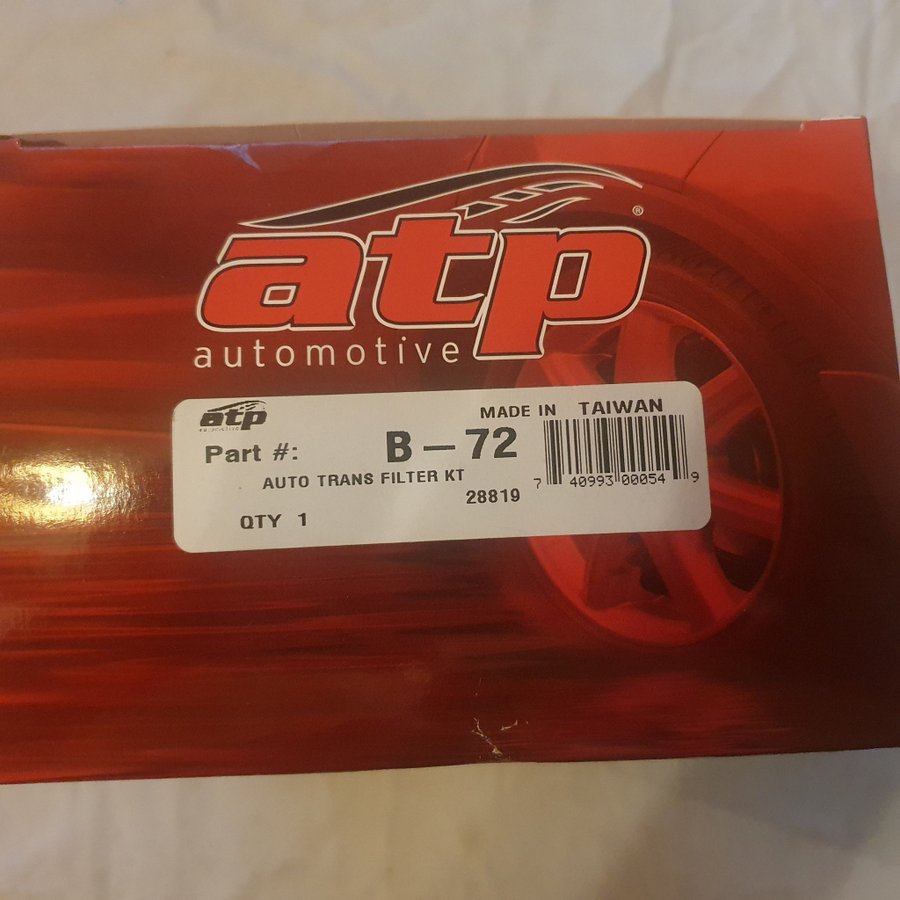 atp®
automotive
atp
automotive
MADE IN TAIWAN
Part #: B-72
AUTO TRANS FILTER KT
28819
QTY 1
7 40993 00054 9